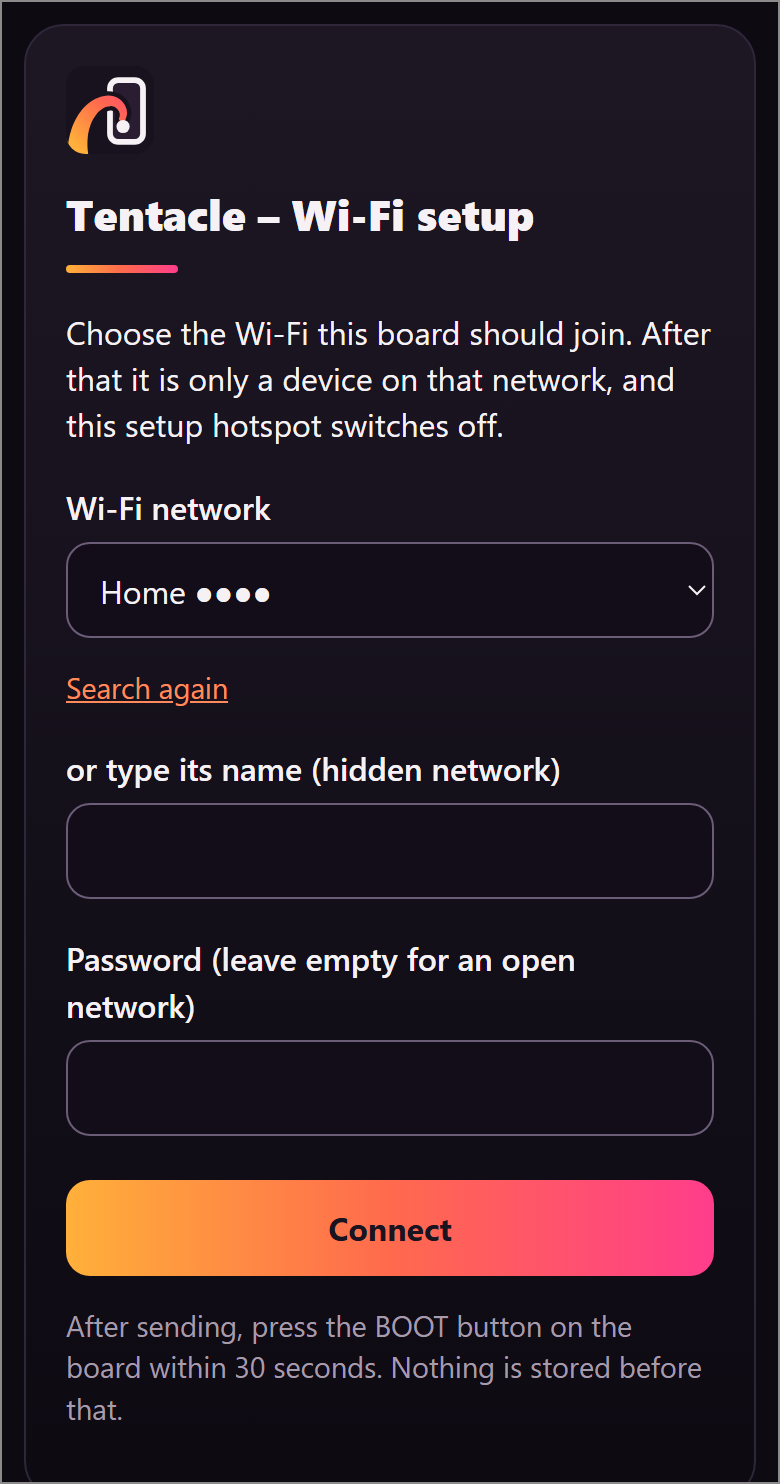 Tentacle – Wi-Fi setup
Choose the Wi-Fi this board should join. After
that it is only a device on that network, and
this setup hotspot switches off.
Wi-Fi network
Home ●●●●
Search again
or type its name (hidden network)
Password (leave empty for an open
network)
Connect
After sending, press the BOOT button on the
board within 30 seconds. Nothing is stored before
that.